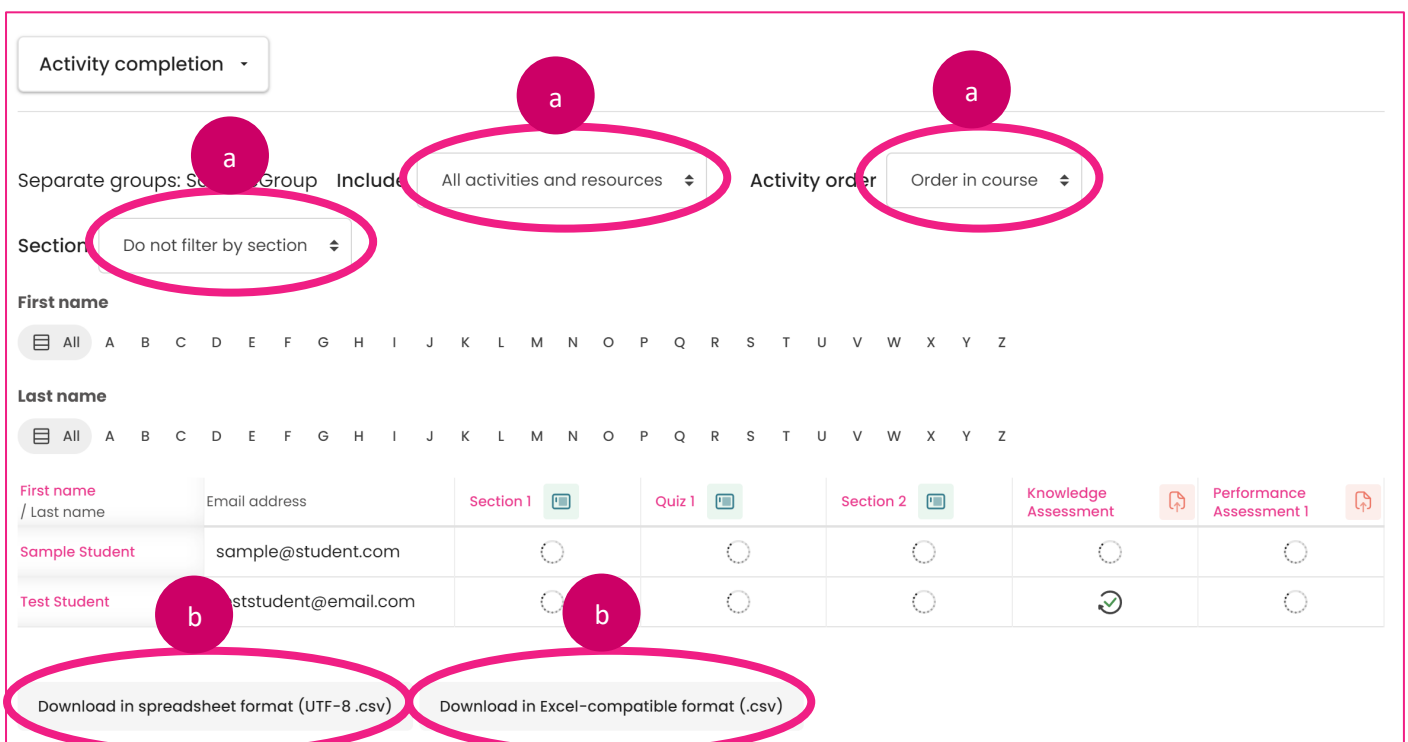 Activity completion
a
a
a
Separate groups: Group Include All activities and resources Activity order Order in course
Section Do not filter by section
First name
All A B C D E F G H I J K L M N O P Q R S T U V W X Y Z
Last name
All A B C D E F G H I J K L M N O P Q R S T U V W X Y Z
First name / Last name Email address Section 1 Quiz 1 Section 2 Knowledge Assessment Performance Assessment 1
Sample Student sample@student.com
Test Student ststudent@email.com
b
b
Download in spreadsheet format (UTF-8 .csv) Download in Excel-compatible format (.csv)